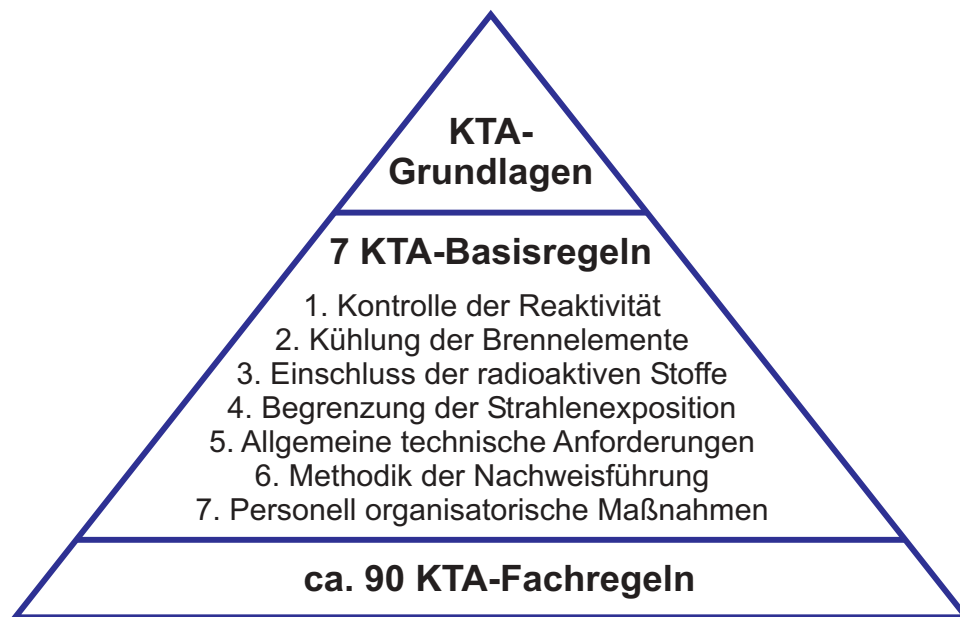 KTA-
Grundlagen
7 KTA-Basisregeln
1. Kontrolle der Reaktivität
2. Kühlung der Brennelemente
3. Einschluss der radioaktiven Stoffe
4. Begrenzung der Strahlenexposition
5. Allgemeine technische Anforderungen
6. Methodik der Nachweisführung
7. Personell organisatorische Maßnahmen
ca. 90 KTA-Fachregeln